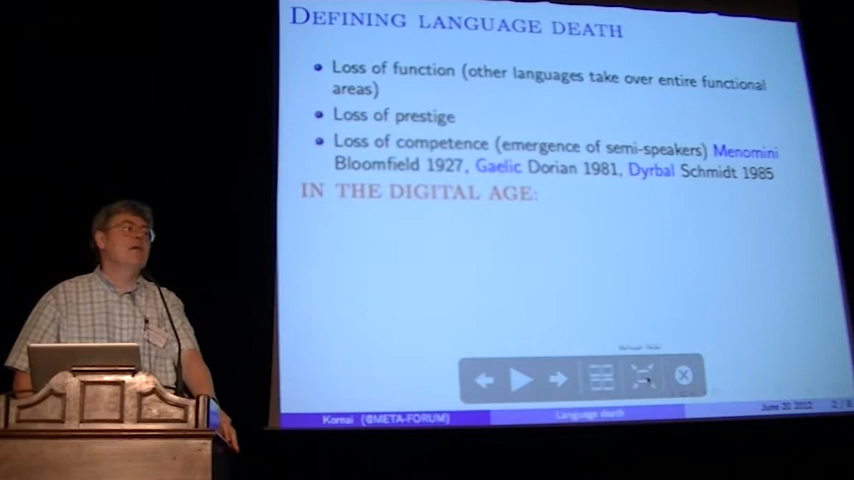 DEFINING LANGUAGE DEATH
Loss of function (other languages take over entire functional
areas)
Loss of prestige
Loss of competence (emergence of semi-speakers) Menomini
Bloomfield 1927, Gaelic Dorian 1981, Dyrbal Schmidt 1985
IN THE DIGITAL AGE:
Kornai (@META-FORUM)
Language death
June 20 2012
2 / 8